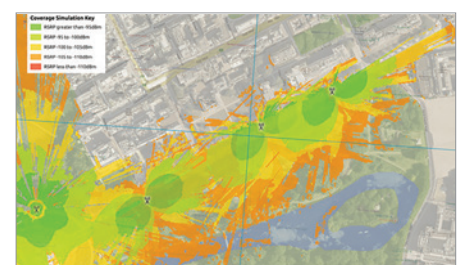 Coverage Simulation Key
RSRP greater than -95dBm
RSRP -95 to -100dBm
RSRP -100 to -105dBm
RSRP -105 to -110dBm
RSRP less than -110dBm